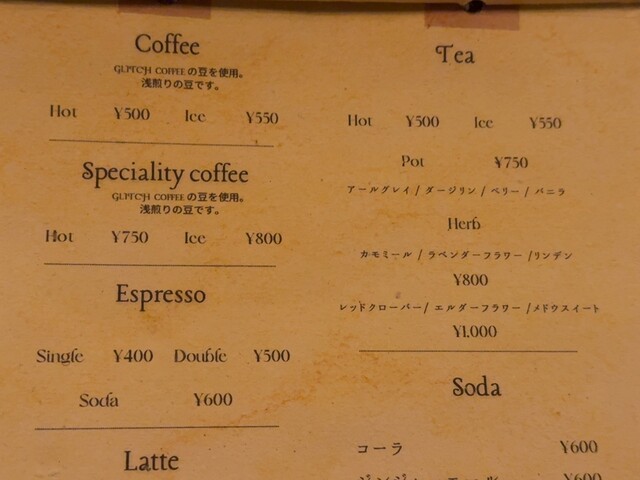 Coffee
GLITCH COFFEE の豆を使用。
浅煎りの豆です。
Hot ¥500 Ice ¥550
Speciality coffee
GLITCH COFFEE の豆を使用。
浅煎りの豆です。
Hot ¥750 Ice ¥800
Espresso
Single ¥400 Double ¥500
Soda ¥600
Latte
Tea
Hot ¥500 Ice ¥550
Pot ¥750
アールグレイ / ダージリン / ベリー / バニラ
Herb
カモミール / ラベンダーフラワー / リンデン
¥800
レッドクローバー / エルダーフラワー / メドウスイート
¥1,000
Soda
コーラ ¥600